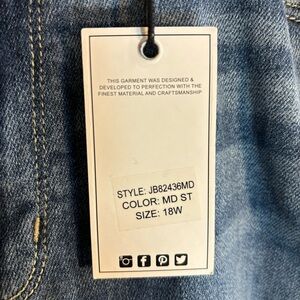 THIS GARMENT WAS DESIGNED &
DEVELOPED TO PERFECTION WITH THE
FINEST MATERIAL AND CRAFTSMANSHIP
STYLE: JB82436MD
COLOR: MD ST
SIZE: 18W